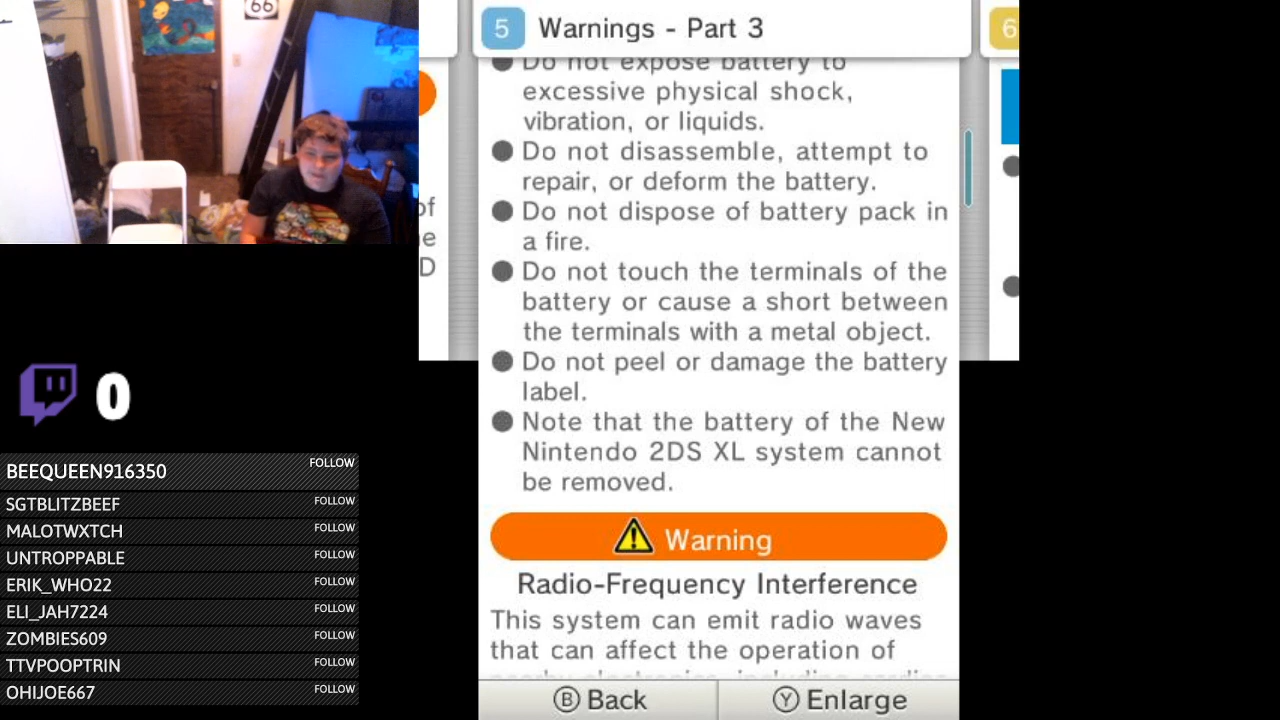 66
5 Warnings - Part 3
6
Do not expose battery to
excessive physical shock,
vibration, or liquids.
Do not disassemble, attempt to
repair, or deform the battery.
Do not dispose of battery pack in
a fire.
Do not touch the terminals of the
battery or cause a short between
the terminals with a metal object.
Do not peel or damage the battery
label.
Note that the battery of the New
Nintendo 2DS XL system cannot
be removed.
Warning
Radio-Frequency Interference
This system can emit radio waves
that can affect the operation of
B Back
Y Enlarge
of
e
D
0
BEEQUEEN916350 FOLLOW
SGTBLITZBEEF FOLLOW
MALOTWXTCH FOLLOW
UNTROPPABLE FOLLOW
ERIK_WHO22 FOLLOW
ELI_JAH7224 FOLLOW
ZOMBIES609 FOLLOW
TTVPOOPTRIN FOLLOW
OHIJOE667 FOLLOW